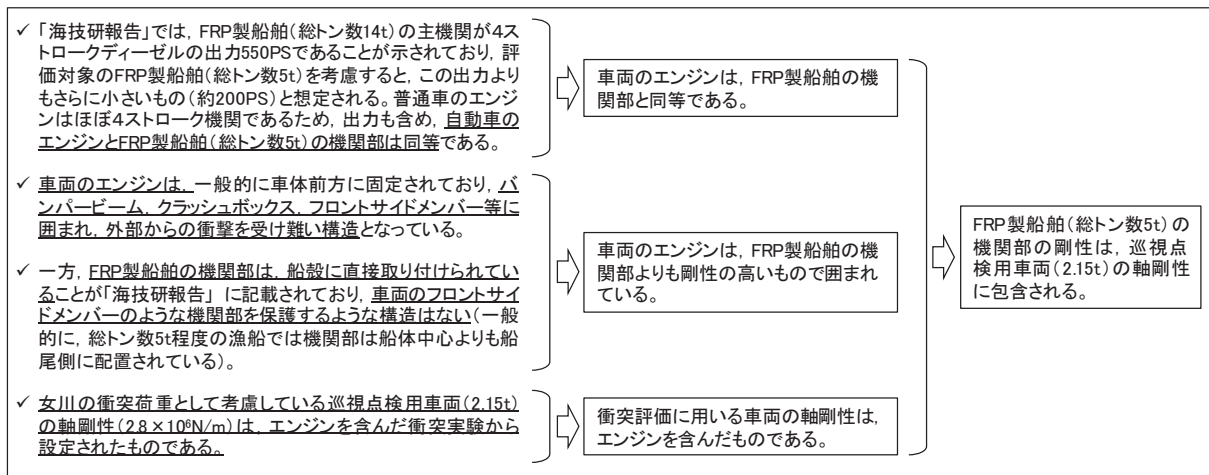 ✓ 「海技研報告」では，FRP製船舶（総トン数14t）の主機関が4ス
トロークディーゼルの出力550PSであることが示されており，評
価対象のFRP製船舶（総トン数5t）を考慮すると，この出力より
もさらに小さいもの（約200PS）と想定される。普通車のエンジ
ンはほぼ4ストローク機関であるため，出力も含め，自動車の
エンジンとFRP製船舶（総トン数5t）の機関部は同等である。
車両のエンジンは，FRP製船舶の機
関部と同等である。
✓ 車両のエンジンは，一般的に車体前方に固定されており，バ
ンパービーム，クラッシュボックス，フロントサイドメンバー等に
囲まれ，外部からの衝撃を受け難い構造となっている。
✓ 一方，FRP製船舶の機関部は，船殻に直接取り付けられてい
ることが「海技研報告」 に記載されており，車両のフロントサイ
ドメンバーのような機関部を保護するような構造はない（一般
的に，総トン数5t程度の漁船では機関部は船体中心よりも船
尾側に配置されている）。
車両のエンジンは，FRP製船舶の機
関部よりも剛性の高いもので囲まれ
ている。
✓ 女川の衝突荷重として考慮している巡視点検用車両（2.15t）
の軸剛性（2.8×10⁶N/m）は，エンジンを含んだ衝突実験から
設定されたものである。
衝突評価に用いる車両の軸剛性は，
エンジンを含んだものである。
FRP製船舶（総トン数5t）の
機関部の剛性は，巡視点
検用車両（2.15t）の軸剛性
に包含される。